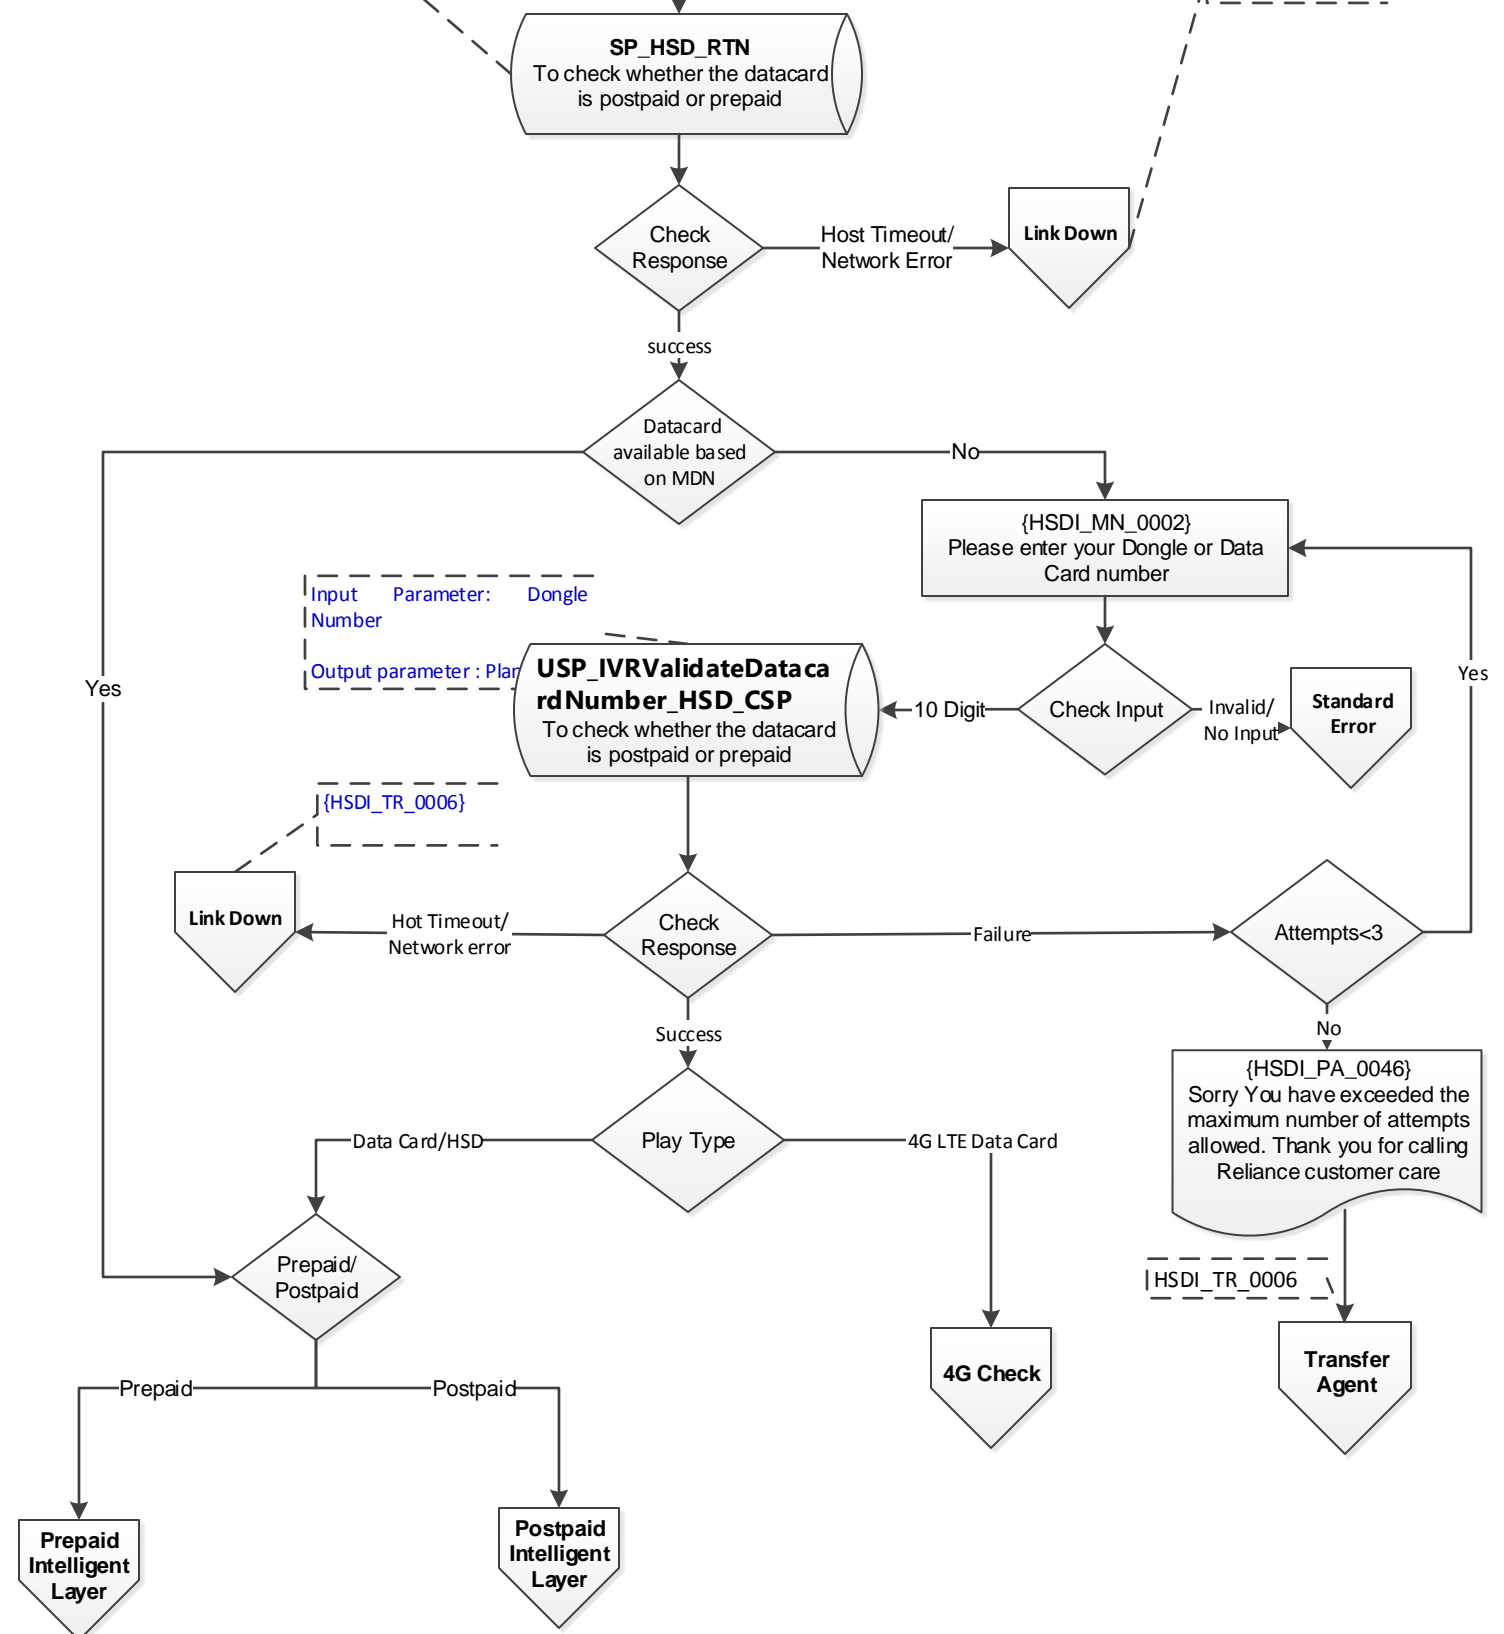 SP_HSD_RTN
To check whether the datacard
is postpaid or prepaid
Check
Response
Host Timeout/
Network Error
Link Down
success
Datacard
available based
on MDN
No
{HSDI_MN_0002}
Please enter your Dongle or Data
Card number
Input Parameter: Dongle
Number
Output parameter : Plan
USP_IVRValidateDataca
rdNumber_HSD_CSP
To check whether the datacard
is postpaid or prepaid
10 Digit
Check Input
Invalid/
No Input
Standard
Error
Yes
Yes
{HSDI_TR_0006}
Link Down
Hot Timeout/
Network error
Check
Response
Failure
Attempts<3
Success
No
{HSDI_PA_0046}
Sorry You have exceeded the
maximum number of attempts
allowed. Thank you for calling
Reliance customer care
Data Card/HSD
Play Type
4G LTE Data Card
Prepaid/
Postpaid
HSDI_TR_0006
4G Check
Transfer
Agent
Prepaid
Postpaid
Prepaid
Intelligent
Layer
Postpaid
Intelligent
Layer